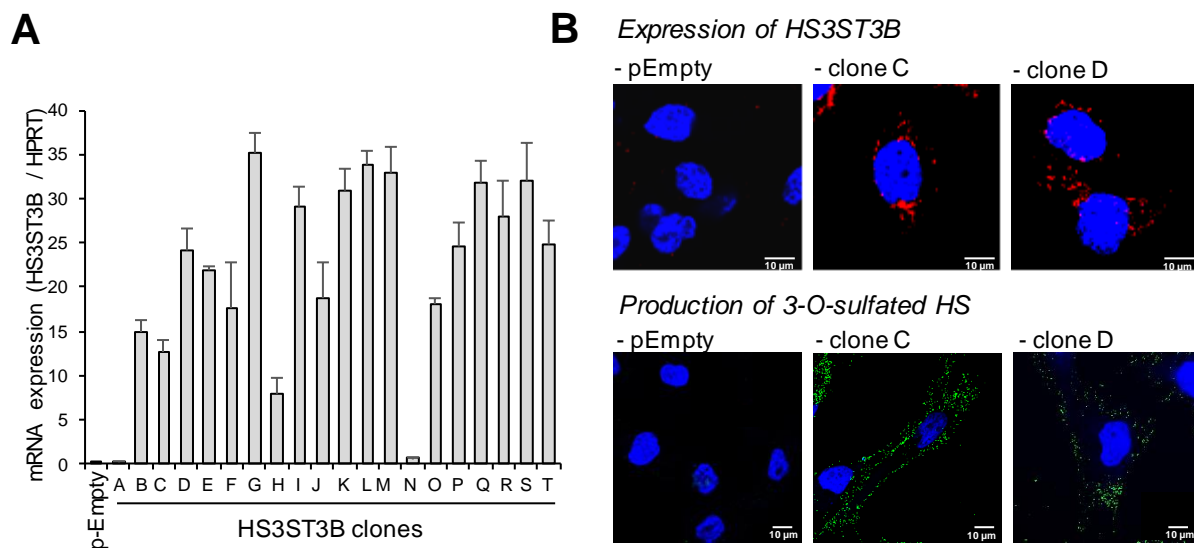 A
mRNA expression (HS3ST3B / HPRT)
40
35
30
25
20
15
10
5
0
p-Empty
A B C D E F G H I J K L M N O P Q R S T
HS3ST3B clones
B
Expression of HS3ST3B
- pEmpty
- clone C
- clone D
10 µm
10 µm
10 µm
Production of 3-O-sulfated HS
- pEmpty
- clone C
- clone D
10 µm
10 µm
10 µm